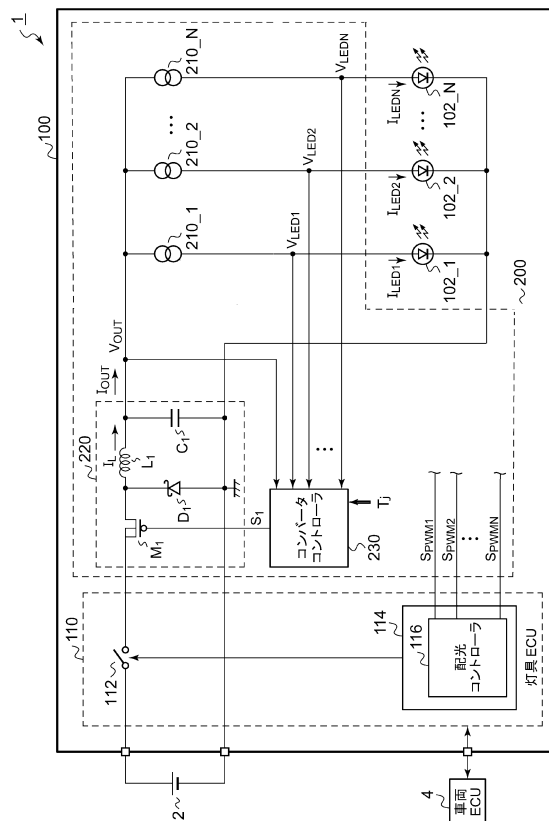 1
100
200
210_1
210_2
...
210_N
VLED1
VLED2
VLEDN
ILED1
ILED2
...
ILEDN
102_1
102_2
102_N
220
IL
L1
C1
D1
M1
IOUT
VOUT
S1
コンバータ
コントローラ
...
Tj
230
SPWM1
SPWM2
...
SPWMN
110
112
114
116
配光
コントローラ
灯具 ECU
2
4
車両
ECU